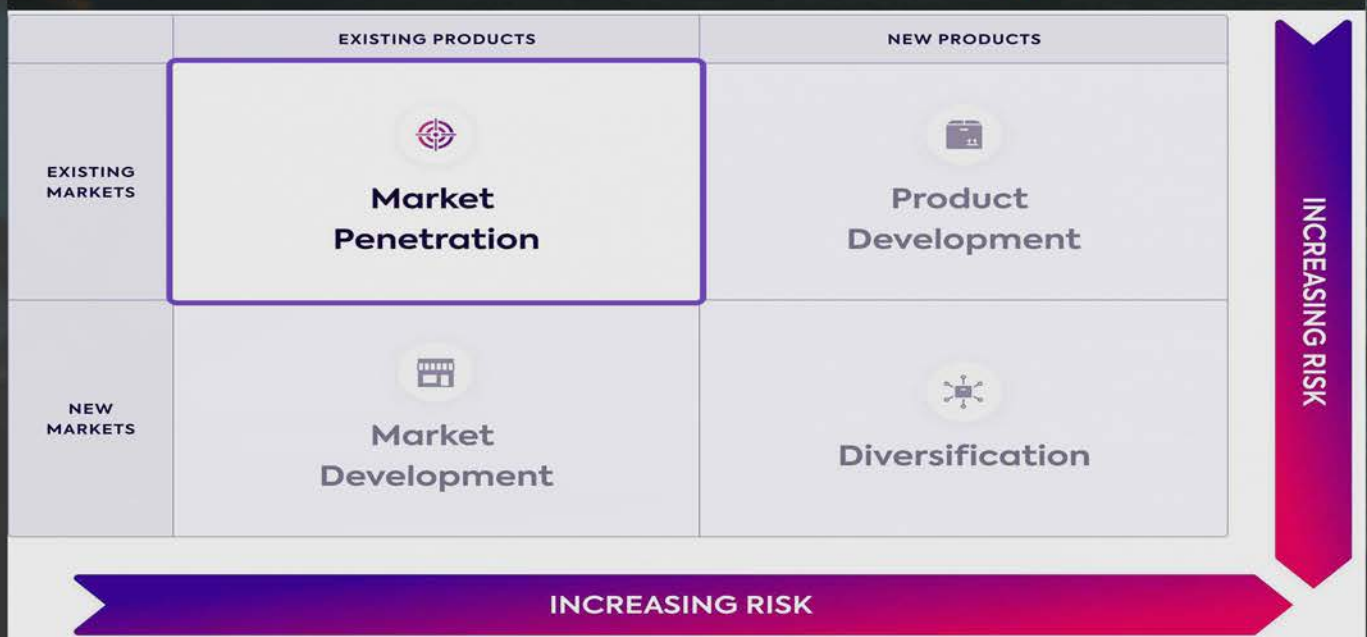 EXISTING PRODUCTS
NEW PRODUCTS
EXISTING
MARKETS
Market
Penetration
Product
Development
NEW
MARKETS
Market
Development
Diversification
INCREASING RISK
INCREASING RISK